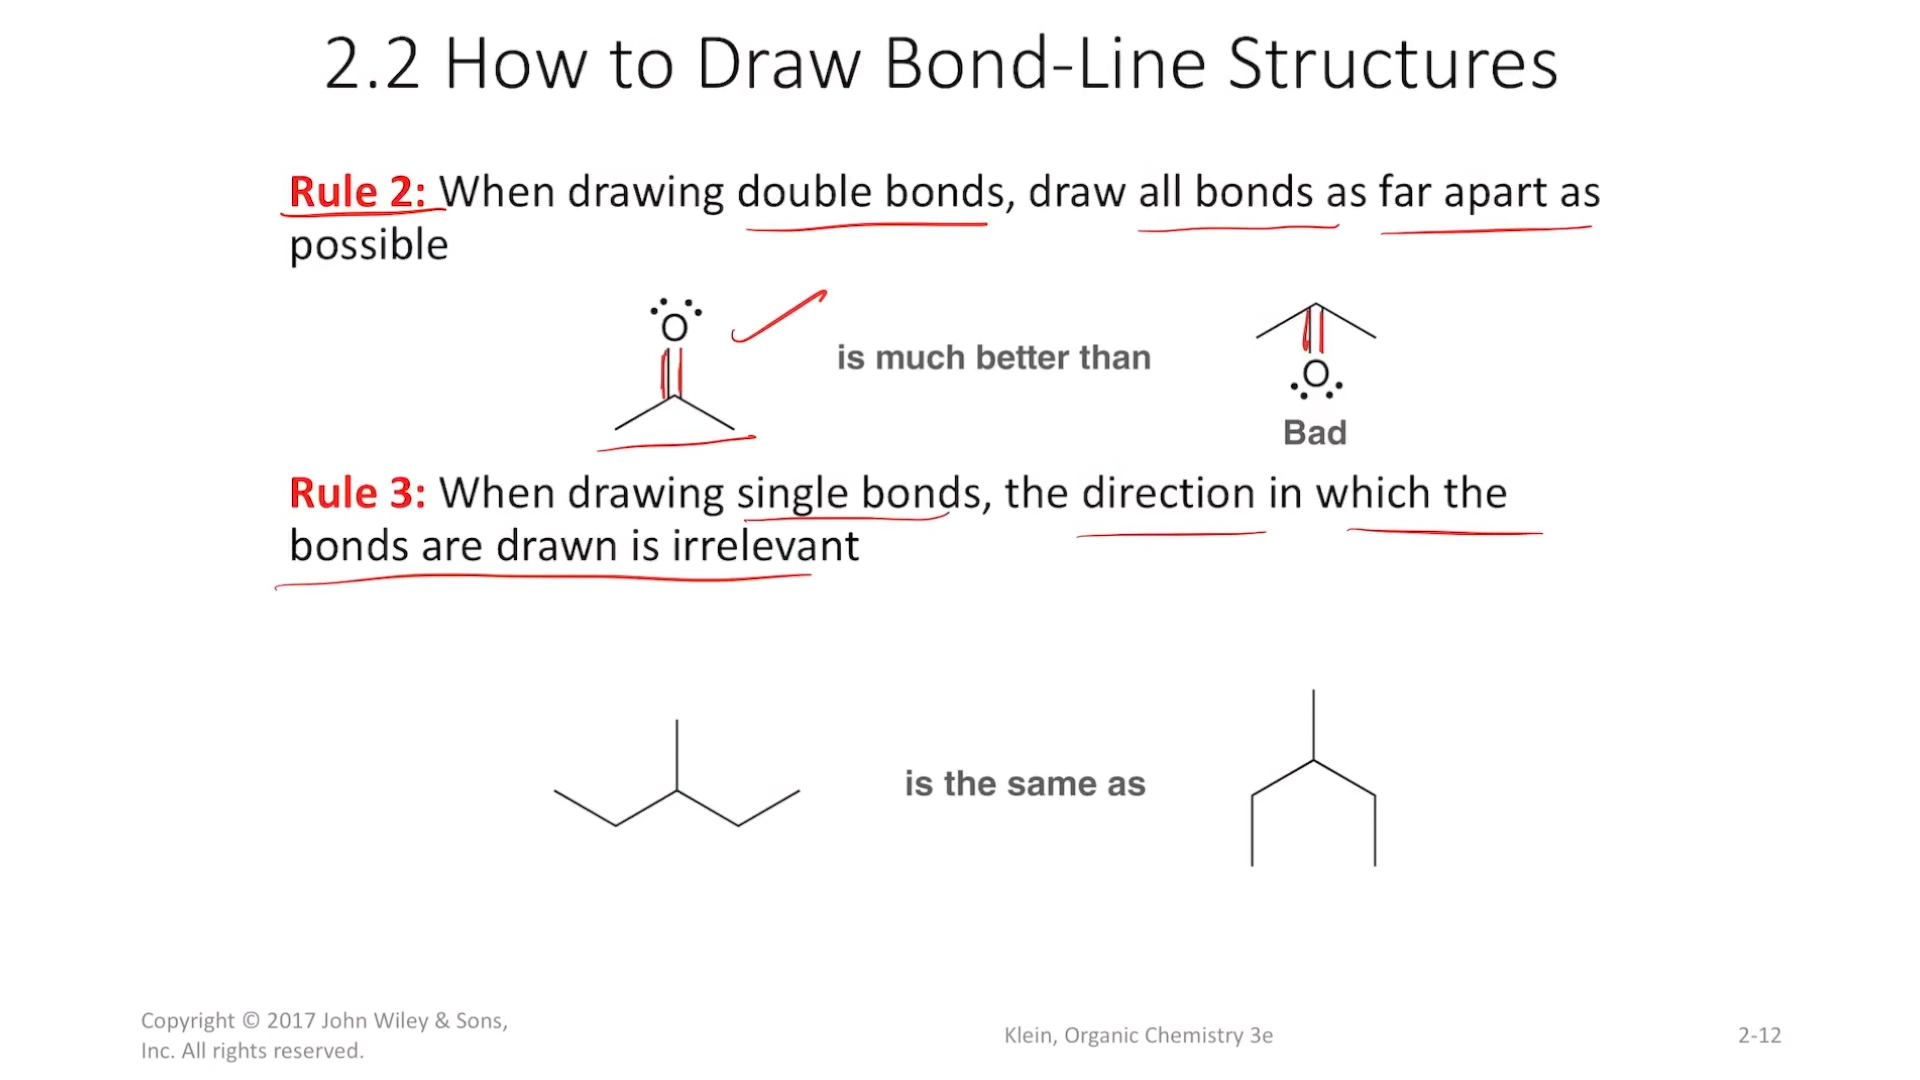 2.2 How to Draw Bond-Line Structures
Rule 2: When drawing double bonds, draw all bonds as far apart as
possible
O
is much better than
O
Bad
Rule 3: When drawing single bonds, the direction in which the
bonds are drawn is irrelevant
is the same as
Copyright © 2017 John Wiley & Sons,
Inc. All rights reserved.
Klein, Organic Chemistry 3e
2-12